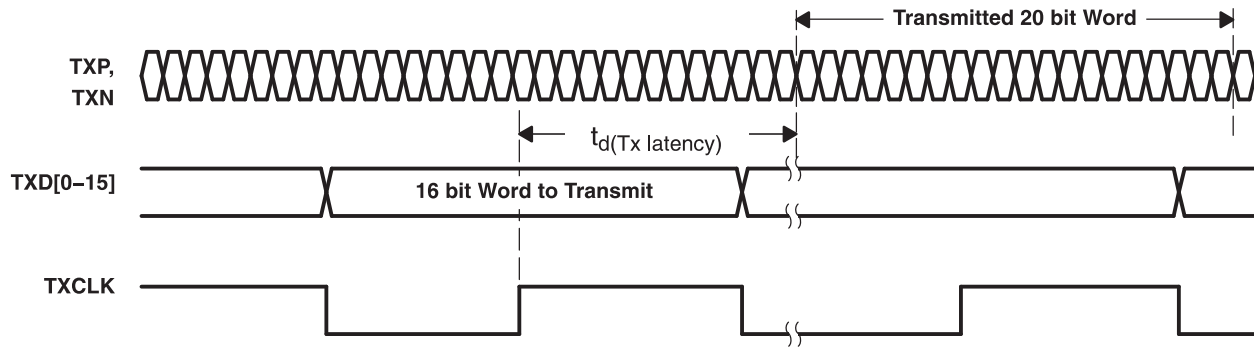 Transmitted 20 bit Word
TXP,
TXN
td(Tx latency)
TXD[0–15]
16 bit Word to Transmit
TXCLK